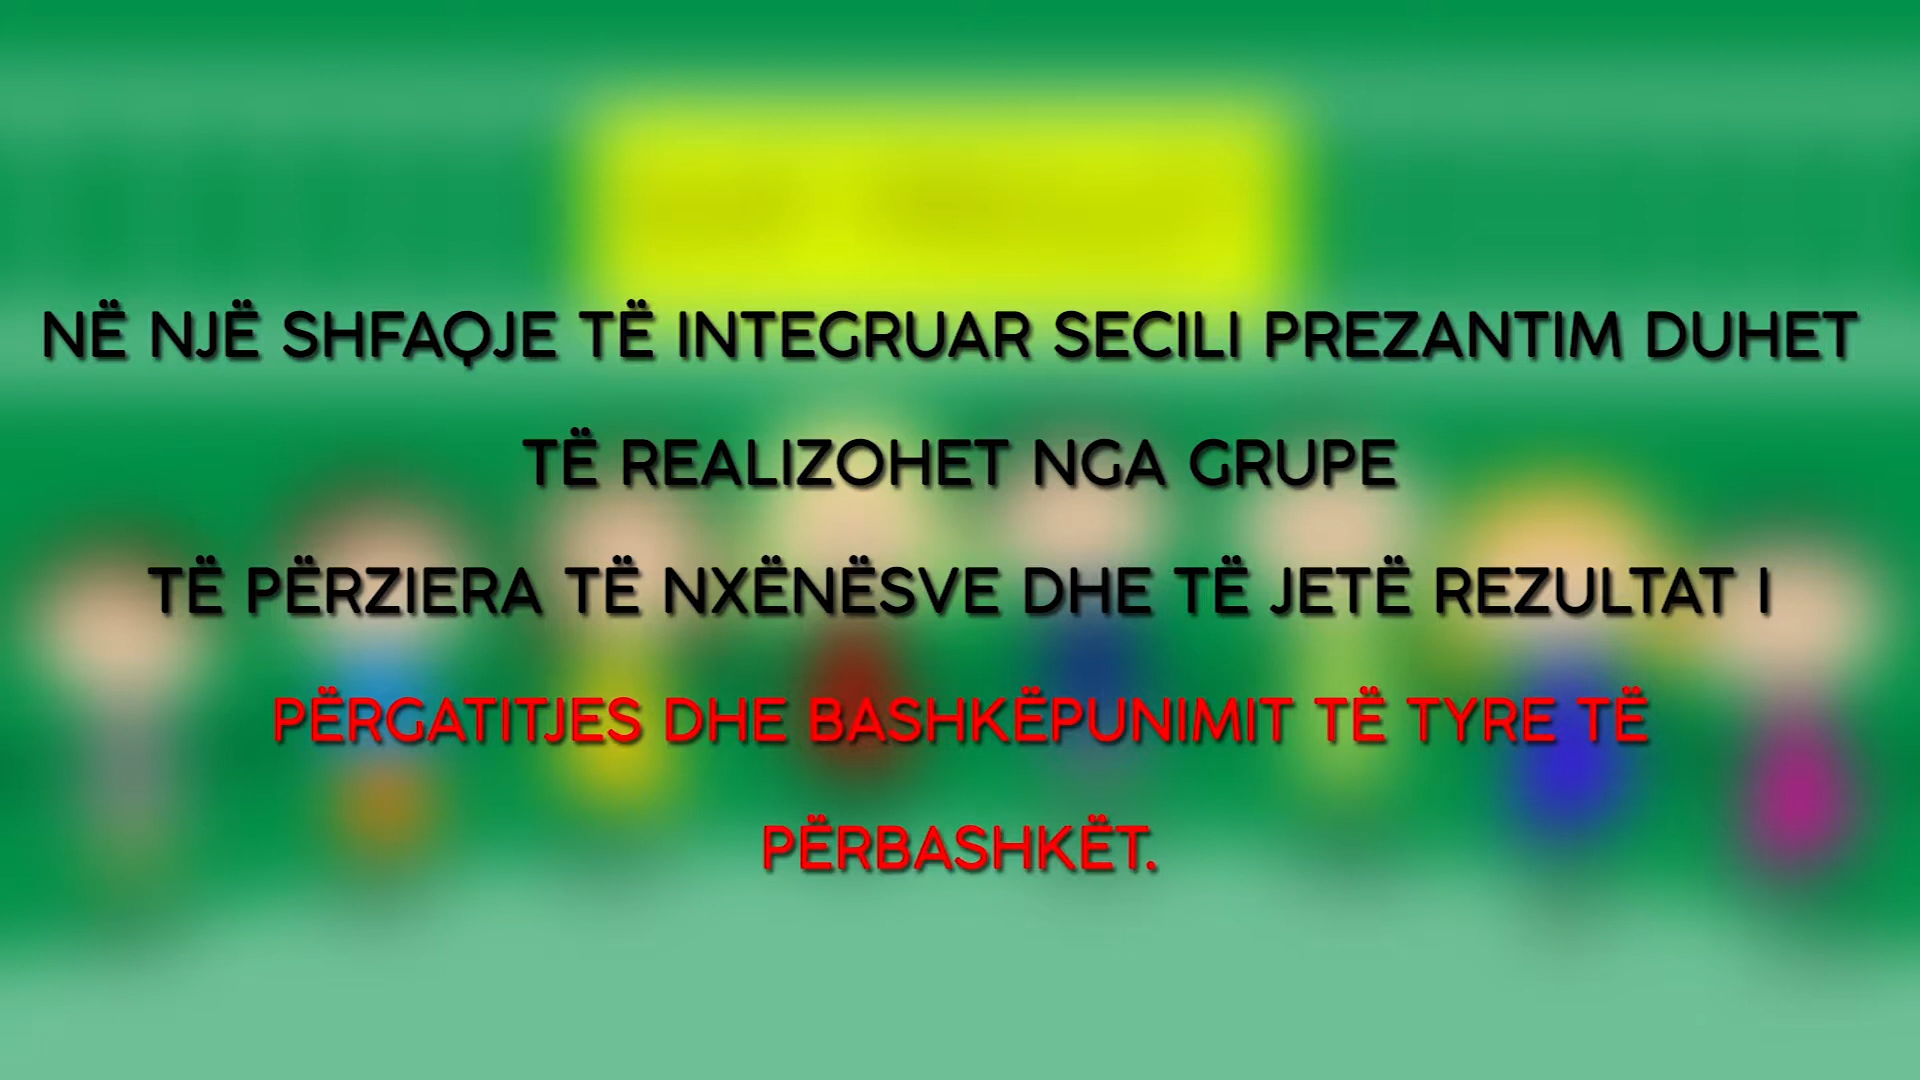 NË NJË SHFAQJE TË INTEGRUAR SECILI PREZANTIM DUHET
TË REALIZOHET NGA GRUPE
TË PËRZIERA TË NXËNËSVE DHE TË JETË REZULTAT I
PËRGATITJES DHE BASHKËPUNIMIT TË TYRE TË
PËRBASHKËT.